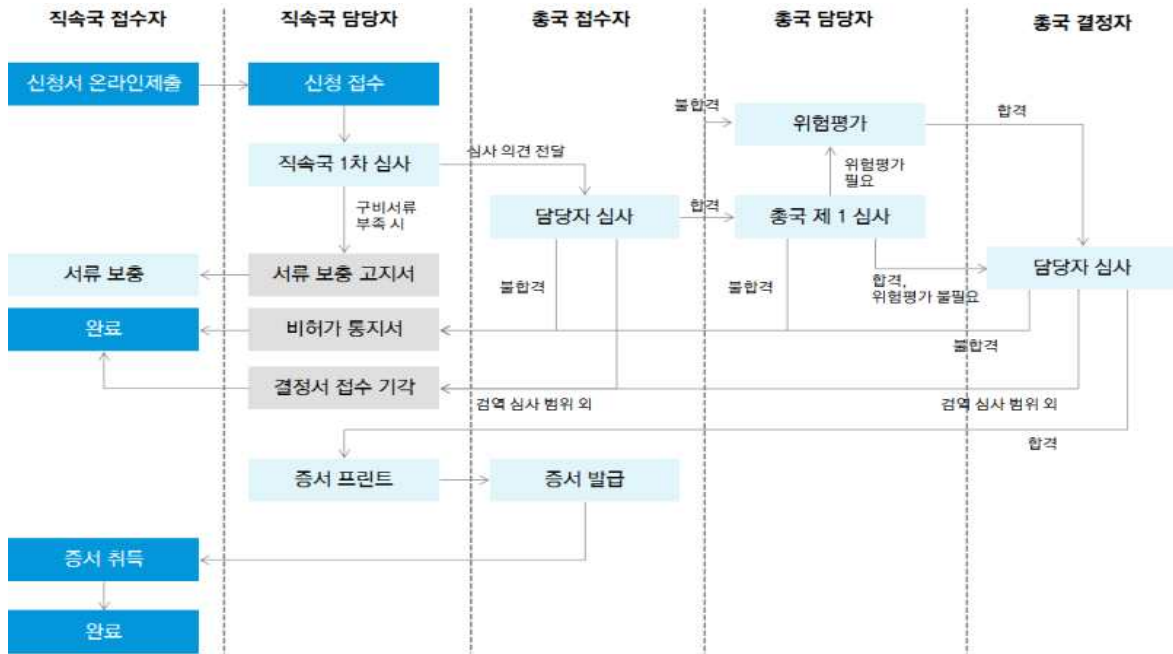 직속국 접수자
직속국 담당자
총국 접수자
총국 담당자
총국 결정자
신청서 온라인제출
신청 접수
불합격
위험평가
합격
직속국 1차 심사
심사 의견 전달
위험평가
필요
구비서류
부족 시
담당자 심사
합격
총국 제 1 심사
서류 보충
서류 보충 고지서
불합격
불합격
합격,
위험평가 불필요
담당자 심사
완료
비허가 통지서
불합격
결정서 접수 기각
검역 심사 범위 외
검역 심사 범위 외
합격
증서 프린트
증서 발급
증서 취득
완료